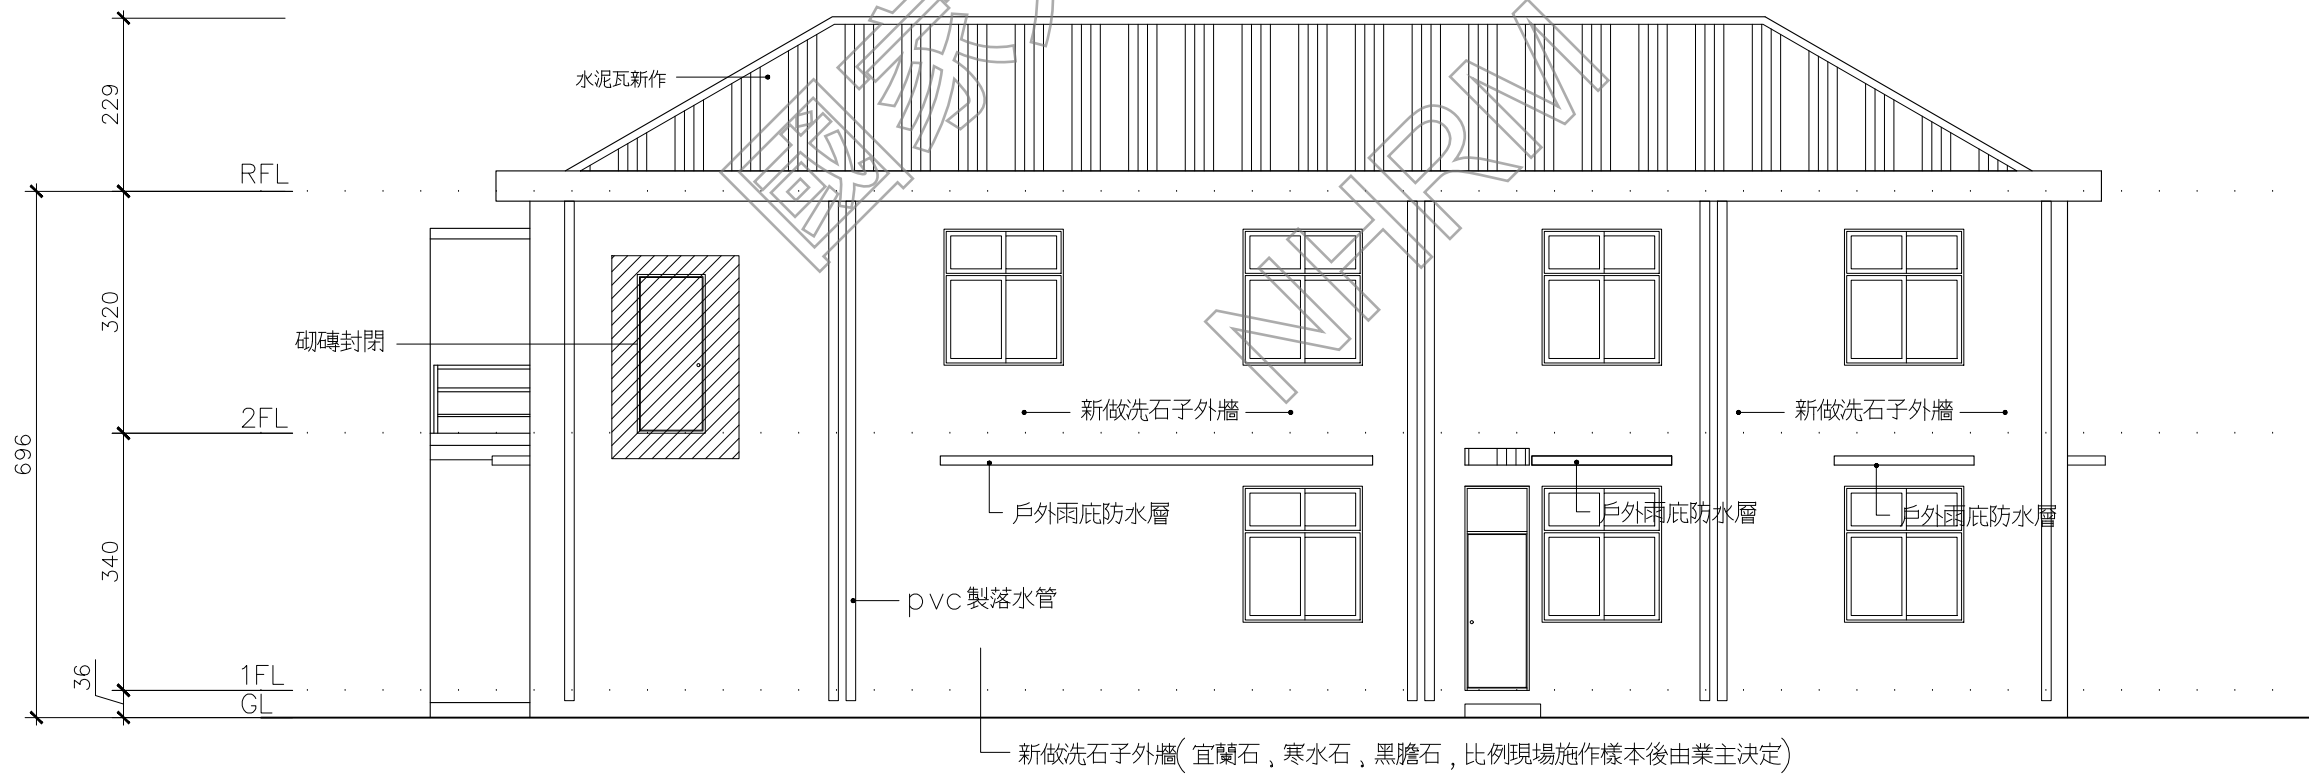 國家
NHRM
水泥瓦新作
229
RFL
320
砌磚封閉
2FL
新做洗石子外牆
新做洗石子外牆
696
戶外雨庇防水層
戶外雨庇防水層
戶外雨庇防水層
340
pvc製落水管
36
1FL
GL
新做洗石子外牆(宜蘭石、寒水石、黑膽石,比例現場施作樣本後由業主決定)